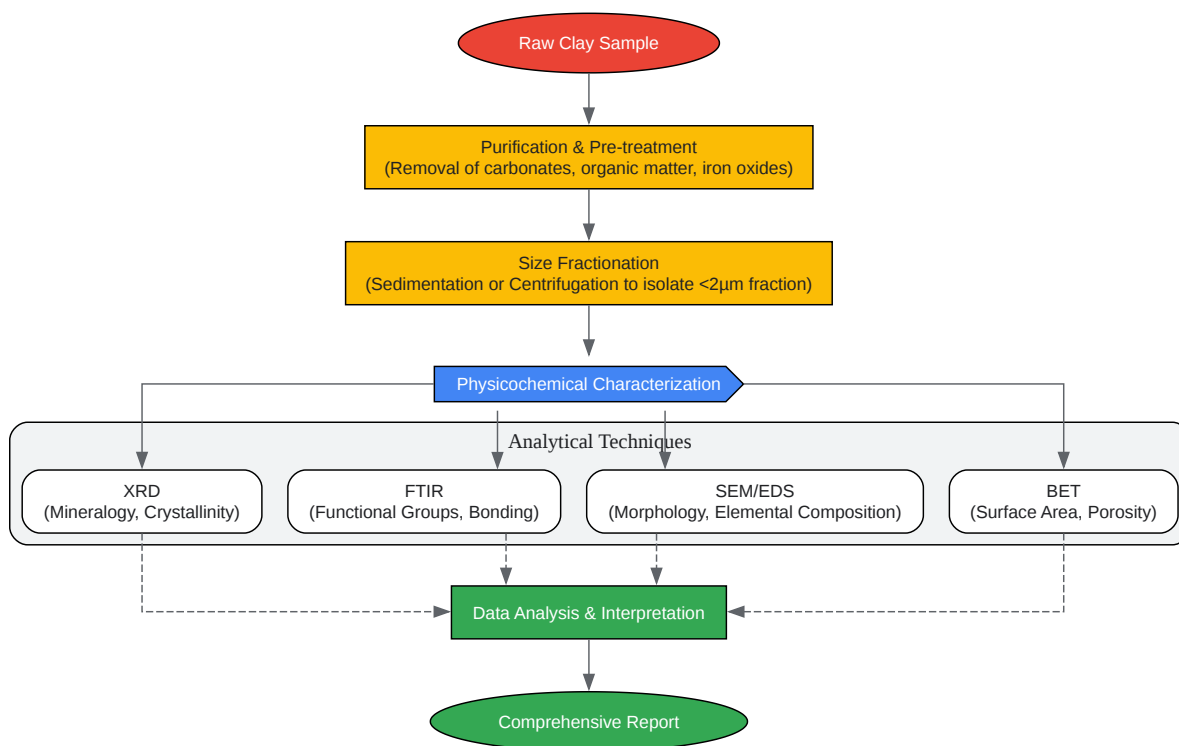 Raw Clay Sample
Purification & Pre-treatment
(Removal of carbonates, organic matter, iron oxides)
Size Fractionation
(Sedimentation or Centrifugation to isolate <2µm fraction)
Physicochemical Characterization
Analytical Techniques
XRD
(Mineralogy, Crystallinity)
FTIR
(Functional Groups, Bonding)
SEM/EDS
(Morphology, Elemental Composition)
BET
(Surface Area, Porosity)
Data Analysis & Interpretation
Comprehensive Report